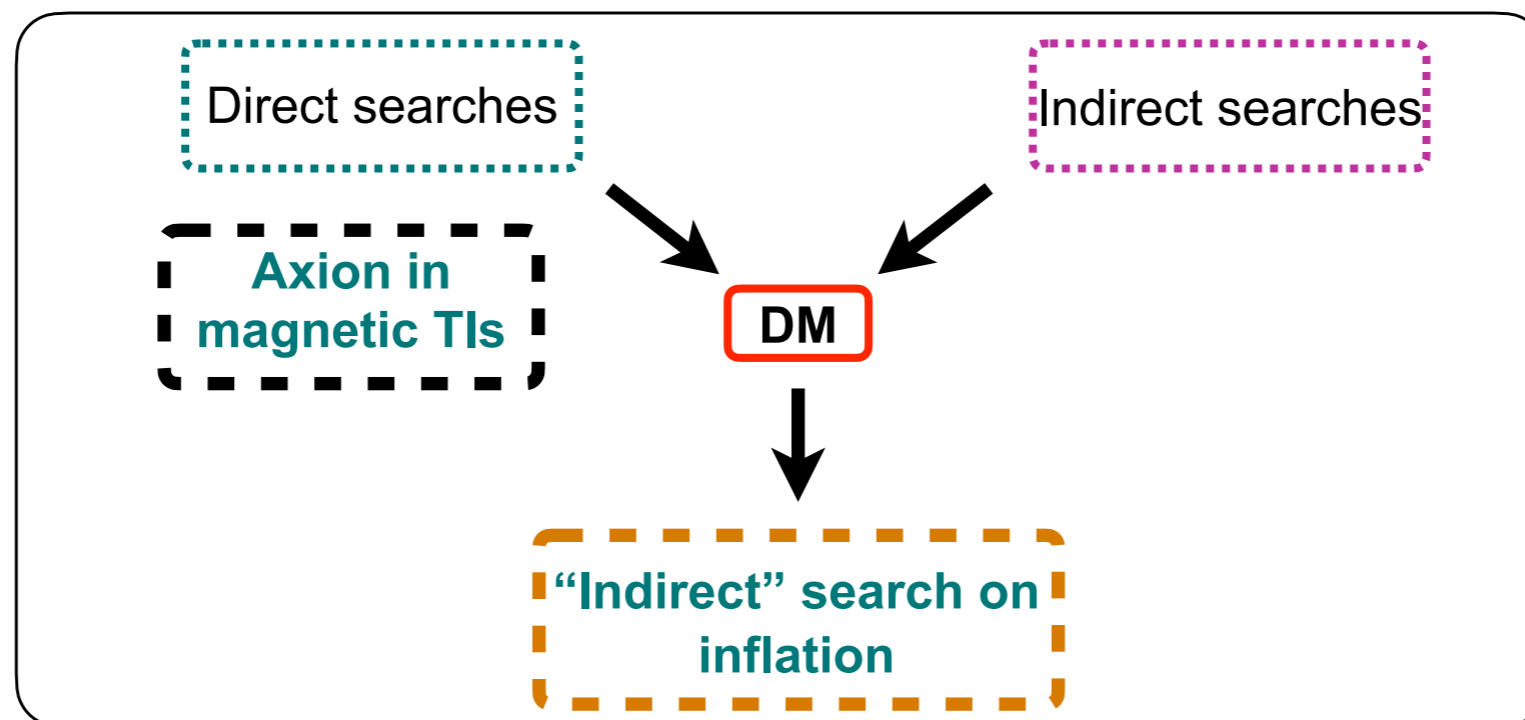 Direct searches
Indirect searches
Axion in
magnetic TIs
DM
“Indirect” search on
inflation